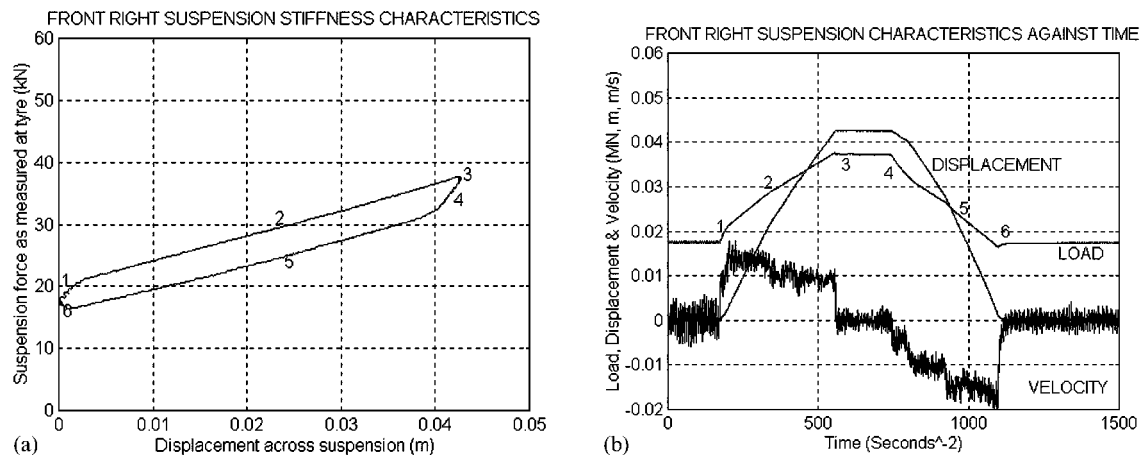 FRONT RIGHT SUSPENSION STIFFNESS CHARACTERISTICS
Suspension force as measured at tyre (kN)
60
50
40
30
20
10
0
1
2
3
4
5
6
0 0.01 0.02 0.03 0.04 0.05
Displacement across suspension (m)
(a)
FRONT RIGHT SUSPENSION CHARACTERISTICS AGAINST TIME
Load, Displacement & Velocity (MN, m, m/s)
0.06
0.05
0.04
0.03
0.02
0.01
0
-0.01
-0.02
DISPLACEMENT
1
2
3
4
5
6
LOAD
VELOCITY
0 500 1000 1500
Time (Seconds^-2)
(b)